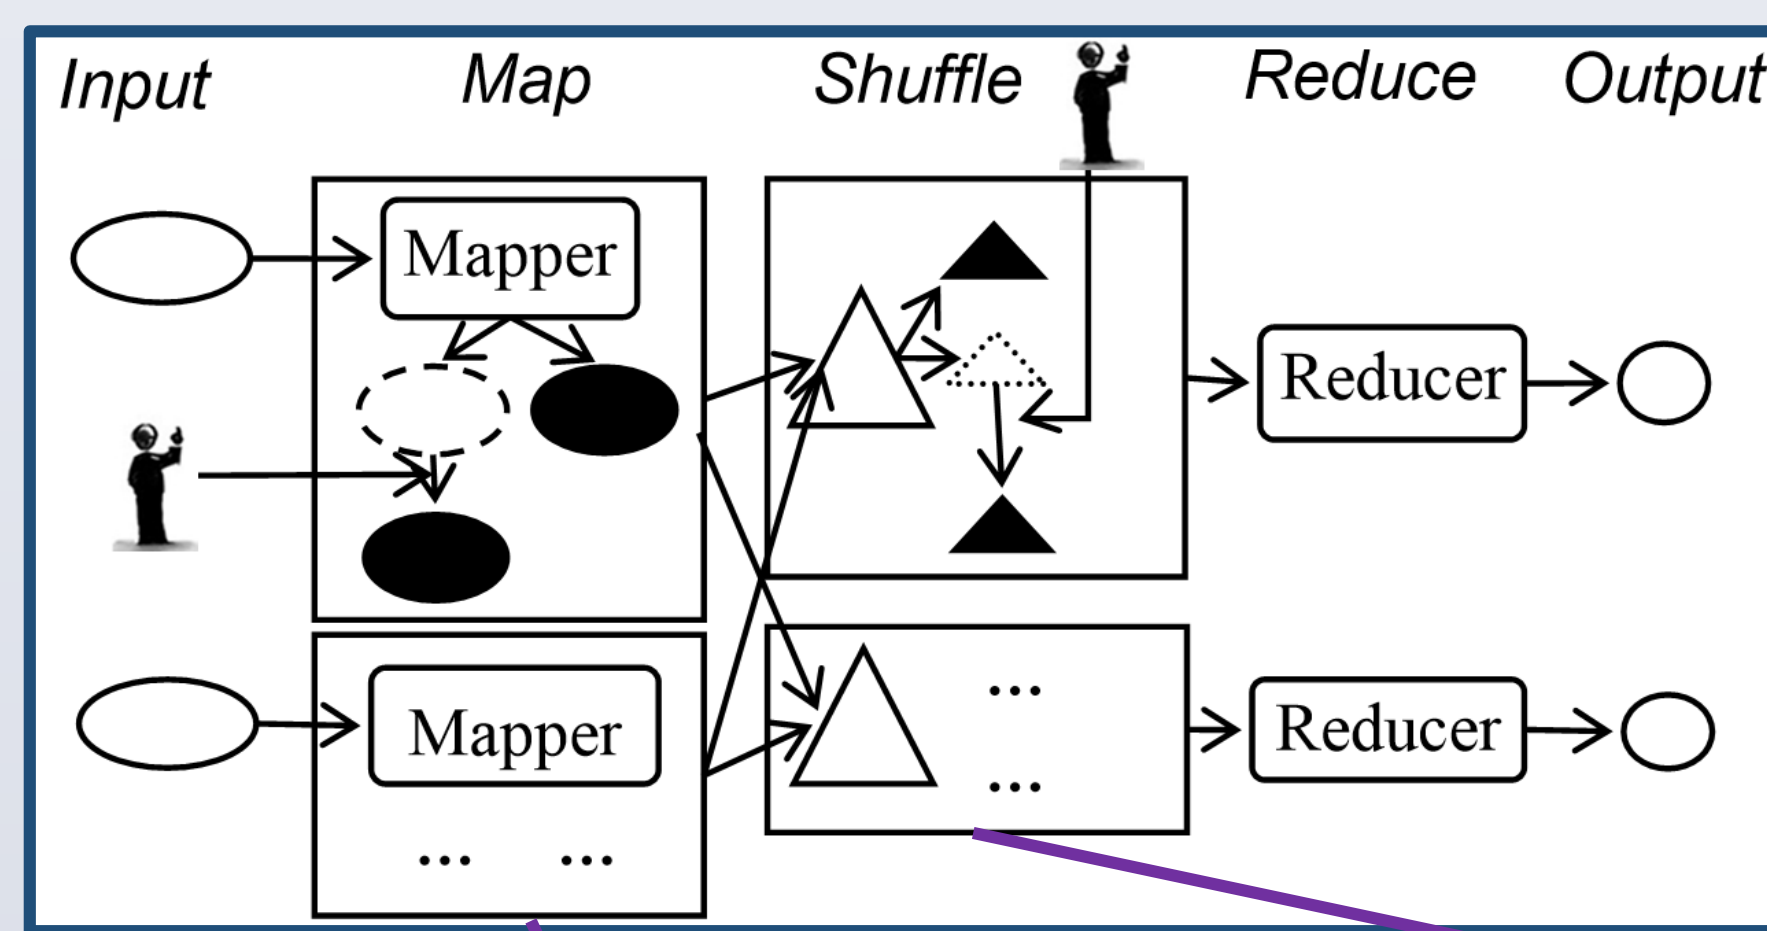 Input Map Shuffle Reduce Output
Mapper
Reducer
Mapper
Reducer
...
...
... ...